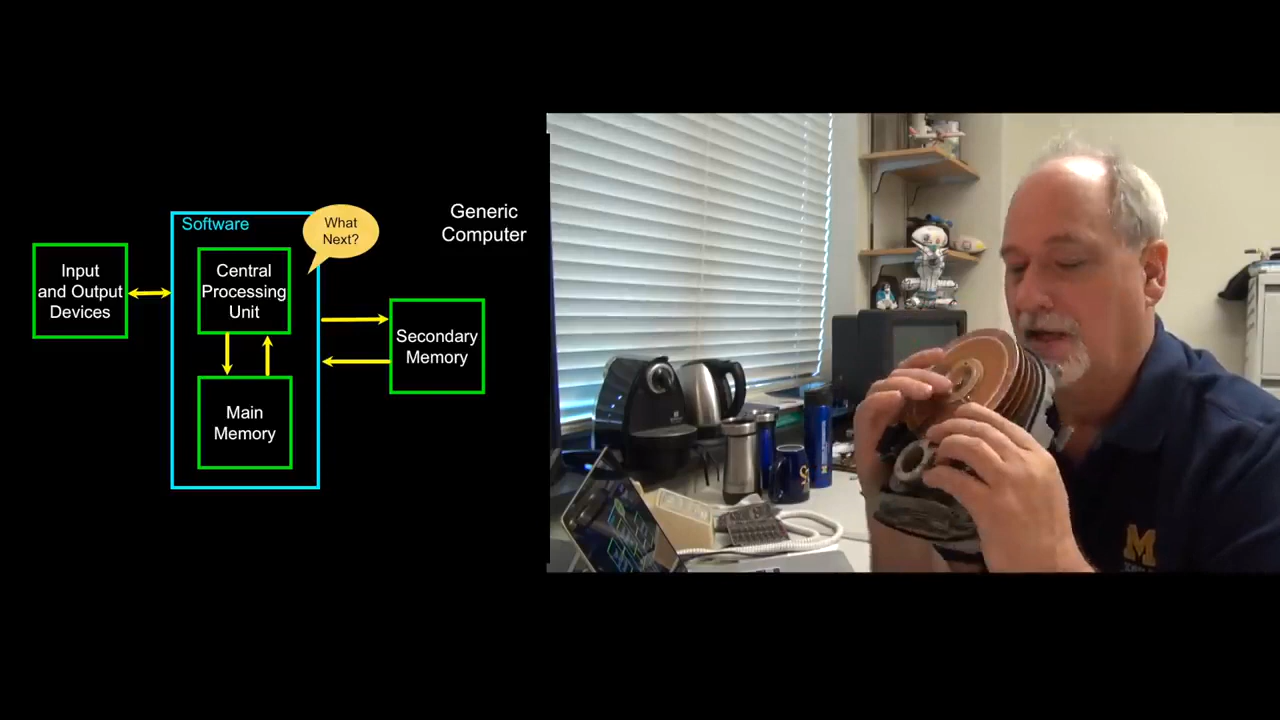 Generic
Computer
Software
What
Next?
Input
and Output
Devices
Central
Processing
Unit
Secondary
Memory
Main
Memory
M